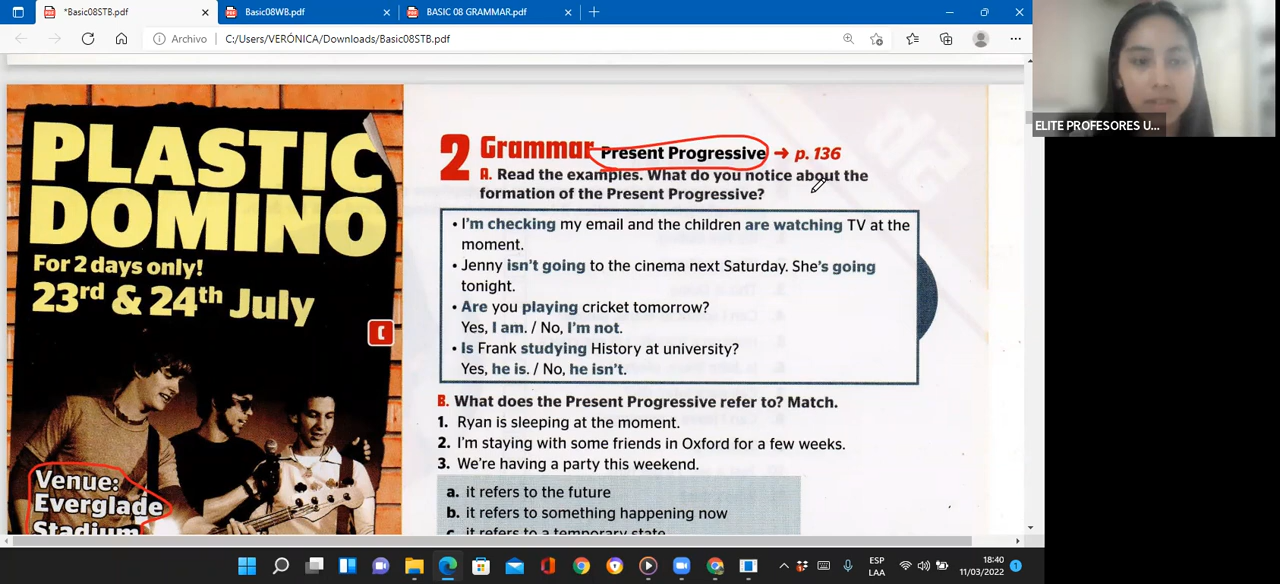 *Basic08STB.pdf
Basic08WB.pdf
BASIC 08 GRAMMAR.pdf
Archivo
C:/Users/VERÓNICA/Downloads/Basic08STB.pdf
ELITE PROFESORES U...
PLASTIC
DOMINO
For 2 days only!
23rd & 24th July
Venue:
Everglade
Stadium
2 Grammar Present Progressive → p. 136
A. Read the examples. What do you notice about the
formation of the Present Progressive?
• I'm checking my email and the children are watching TV at the
moment.
• Jenny isn't going to the cinema next Saturday. She's going
tonight.
• Are you playing cricket tomorrow?
Yes, I am. / No, I'm not.
• Is Frank studying History at university?
Yes, he is. / No, he isn't.
B. What does the Present Progressive refer to? Match.
1. Ryan is sleeping at the moment.
2. I'm staying with some friends in Oxford for a few weeks.
3. We're having a party this weekend.
a. it refers to the future
b. it refers to something happening now
c. it refers to a temporary state
ESP
LAA
18:40
11/03/2022
1